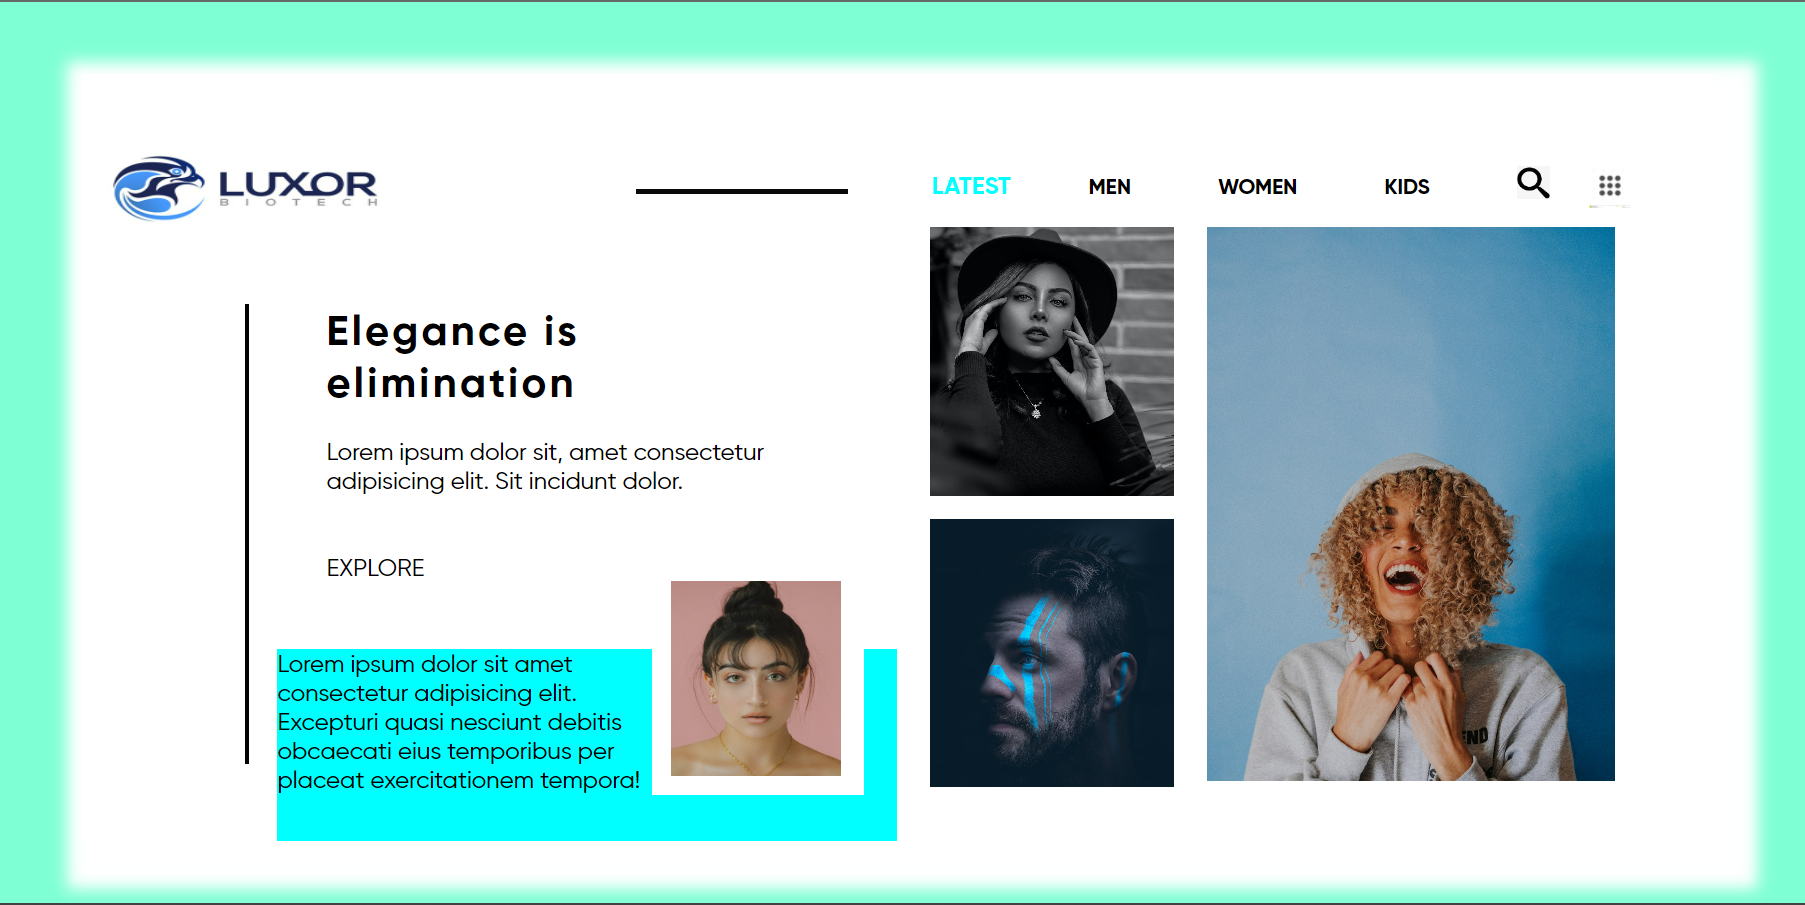 LUXOR
BIOTECH
LATEST MEN WOMEN KIDS
Elegance is
elimination
Lorem ipsum dolor sit, amet consectetur
adipisicing elit. Sit incidunt dolor.
EXPLORE
Lorem ipsum dolor sit amet
consectetur adipisicing elit.
Excepturi quasi nesciunt debitis
obcaecati eius temporibus per
placeat exercitationem tempora!